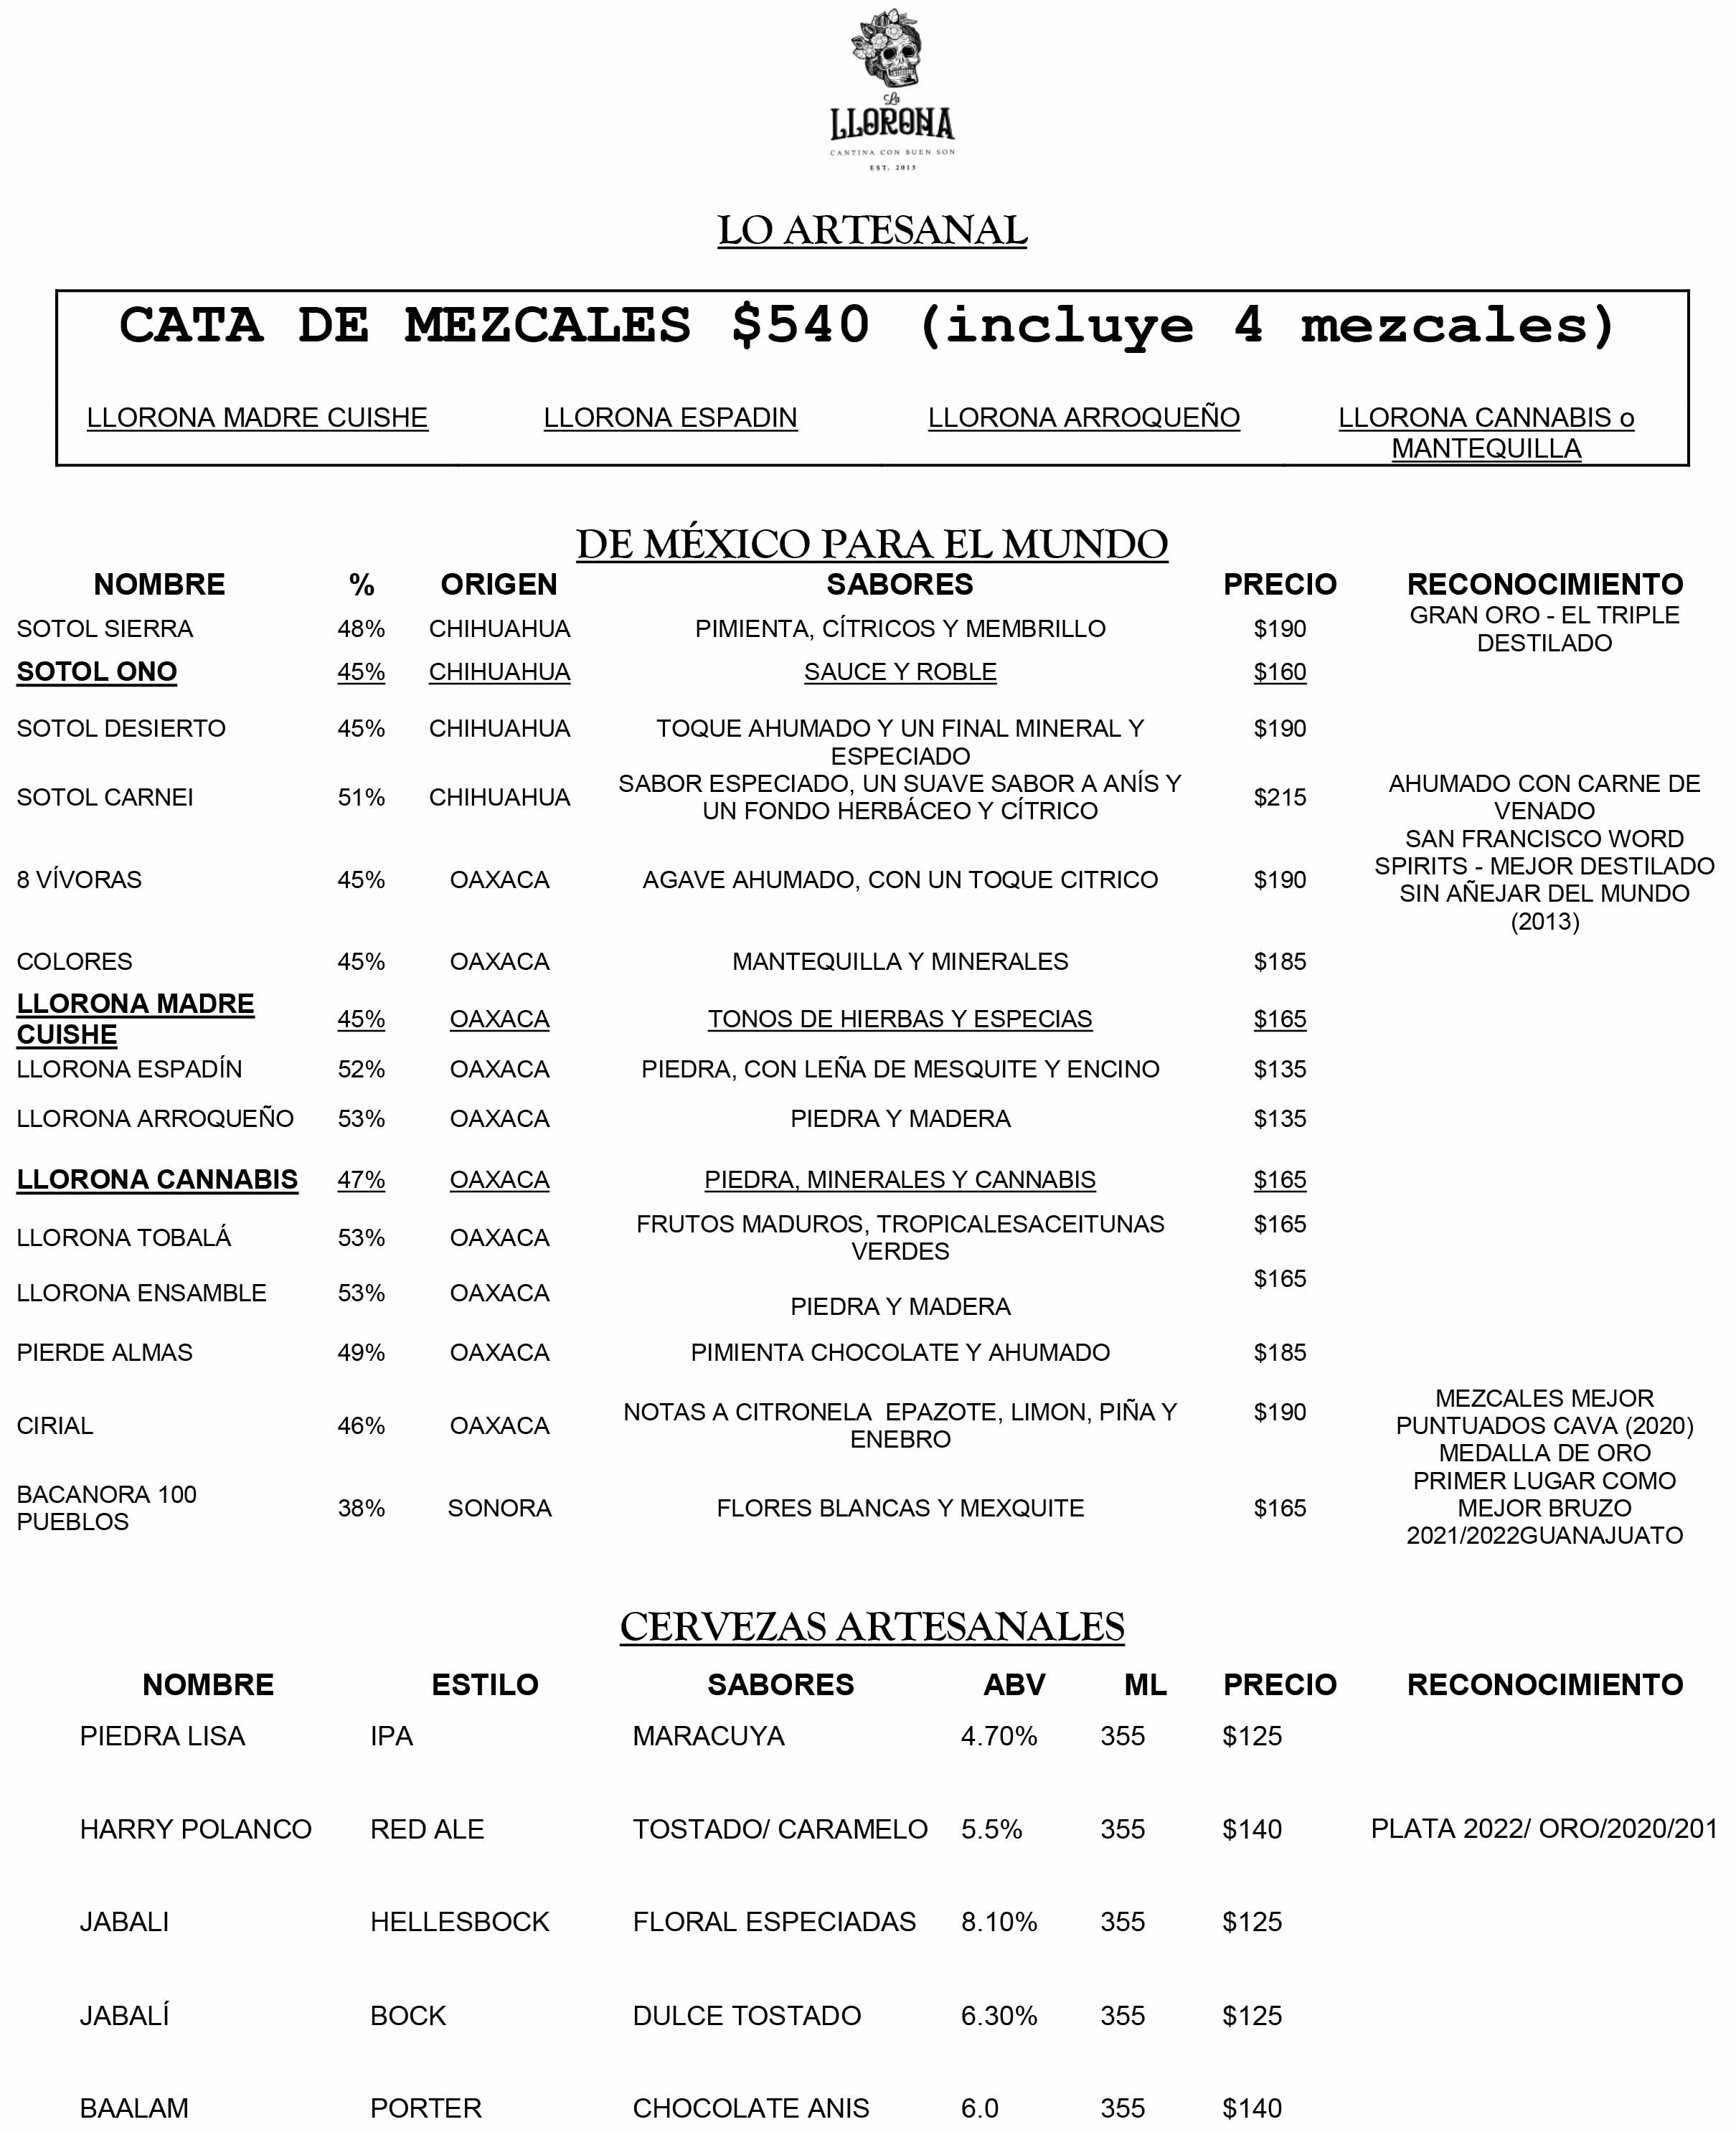 La
LLORONA
CANTINA CON BUEN SON
EST. 2015
LO ARTESANAL
CATA DE MEZCALES $540 (incluye 4 mezcales)
LLORONA MADRE CUISHE LLORONA ESPADIN LLORONA ARROQUEÑO LLORONA CANNABIS o
MANTEQUILLA
DE MÉXICO PARA EL MUNDO
NOMBRE % ORIGEN SABORES PRECIO RECONOCIMIENTO
SOTOL SIERRA 48% CHIHUAHUA PIMIENTA, CÍTRICOS Y MEMBRILLO $190 GRAN ORO - EL TRIPLE
DESTILADO
SOTOL ONO 45% CHIHUAHUA SAUCE Y ROBLE $160
SOTOL DESIERTO 45% CHIHUAHUA TOQUE AHUMADO Y UN FINAL MINERAL Y $190
ESPECIADO
SOTOL CARNEI 51% CHIHUAHUA SABOR ESPECIADO, UN SUAVE SABOR A ANÍS Y $215 AHUMADO CON CARNE DE
UN FONDO HERBÁCEO Y CÍTRICO VENADO
SAN FRANCISCO WORD
8 VÍVORAS 45% OAXACA AGAVE AHUMADO, CON UN TOQUE CITRICO $190 SPIRITS - MEJOR DESTILADO
SIN AÑEJAR DEL MUNDO
(2013)
COLORES 45% OAXACA MANTEQUILLA Y MINERALES $185
LLORONA MADRE
CUISHE 45% OAXACA TONOS DE HIERBAS Y ESPECIAS $165
LLORONA ESPADÍN 52% OAXACA PIEDRA, CON LEÑA DE MESQUITE Y ENCINO $135
LLORONA ARROQUEÑO 53% OAXACA PIEDRA Y MADERA $135
LLORONA CANNABIS 47% OAXACA PIEDRA, MINERALES Y CANNABIS $165
LLORONA TOBALÁ 53% OAXACA FRUTOS MADUROS, TROPICALESACEITUNAS $165
VERDES
LLORONA ENSAMBLE 53% OAXACA PIEDRA Y MADERA $165
PIERDE ALMAS 49% OAXACA PIMIENTA CHOCOLATE Y AHUMADO $185
CIRIAL 46% OAXACA NOTAS A CITRONELA EPAZOTE, LIMON, PIÑA Y $190 MEZCALES MEJOR
ENEBRO PUNTUADOS CAVA (2020)
MEDALLA DE ORO
BACANORA 100 PRIMER LUGAR COMO
PUEBLOS 38% SONORA FLORES BLANCAS Y MEXQUITE $165 MEJOR BRUZO
2021/2022GUANAJUATO
CERVEZAS ARTESANALES
NOMBRE ESTILO SABORES ABV ML PRECIO RECONOCIMIENTO
PIEDRA LISA IPA MARACUYA 4.70% 355 $125
HARRY POLANCO RED ALE TOSTADO/ CARAMELO 5.5% 355 $140 PLATA 2022/ ORO/2020/201
JABALI HELLESBOCK FLORAL ESPECIADAS 8.10% 355 $125
JABALÍ BOCK DULCE TOSTADO 6.30% 355 $125
BAALAM PORTER CHOCOLATE ANIS 6.0 355 $140